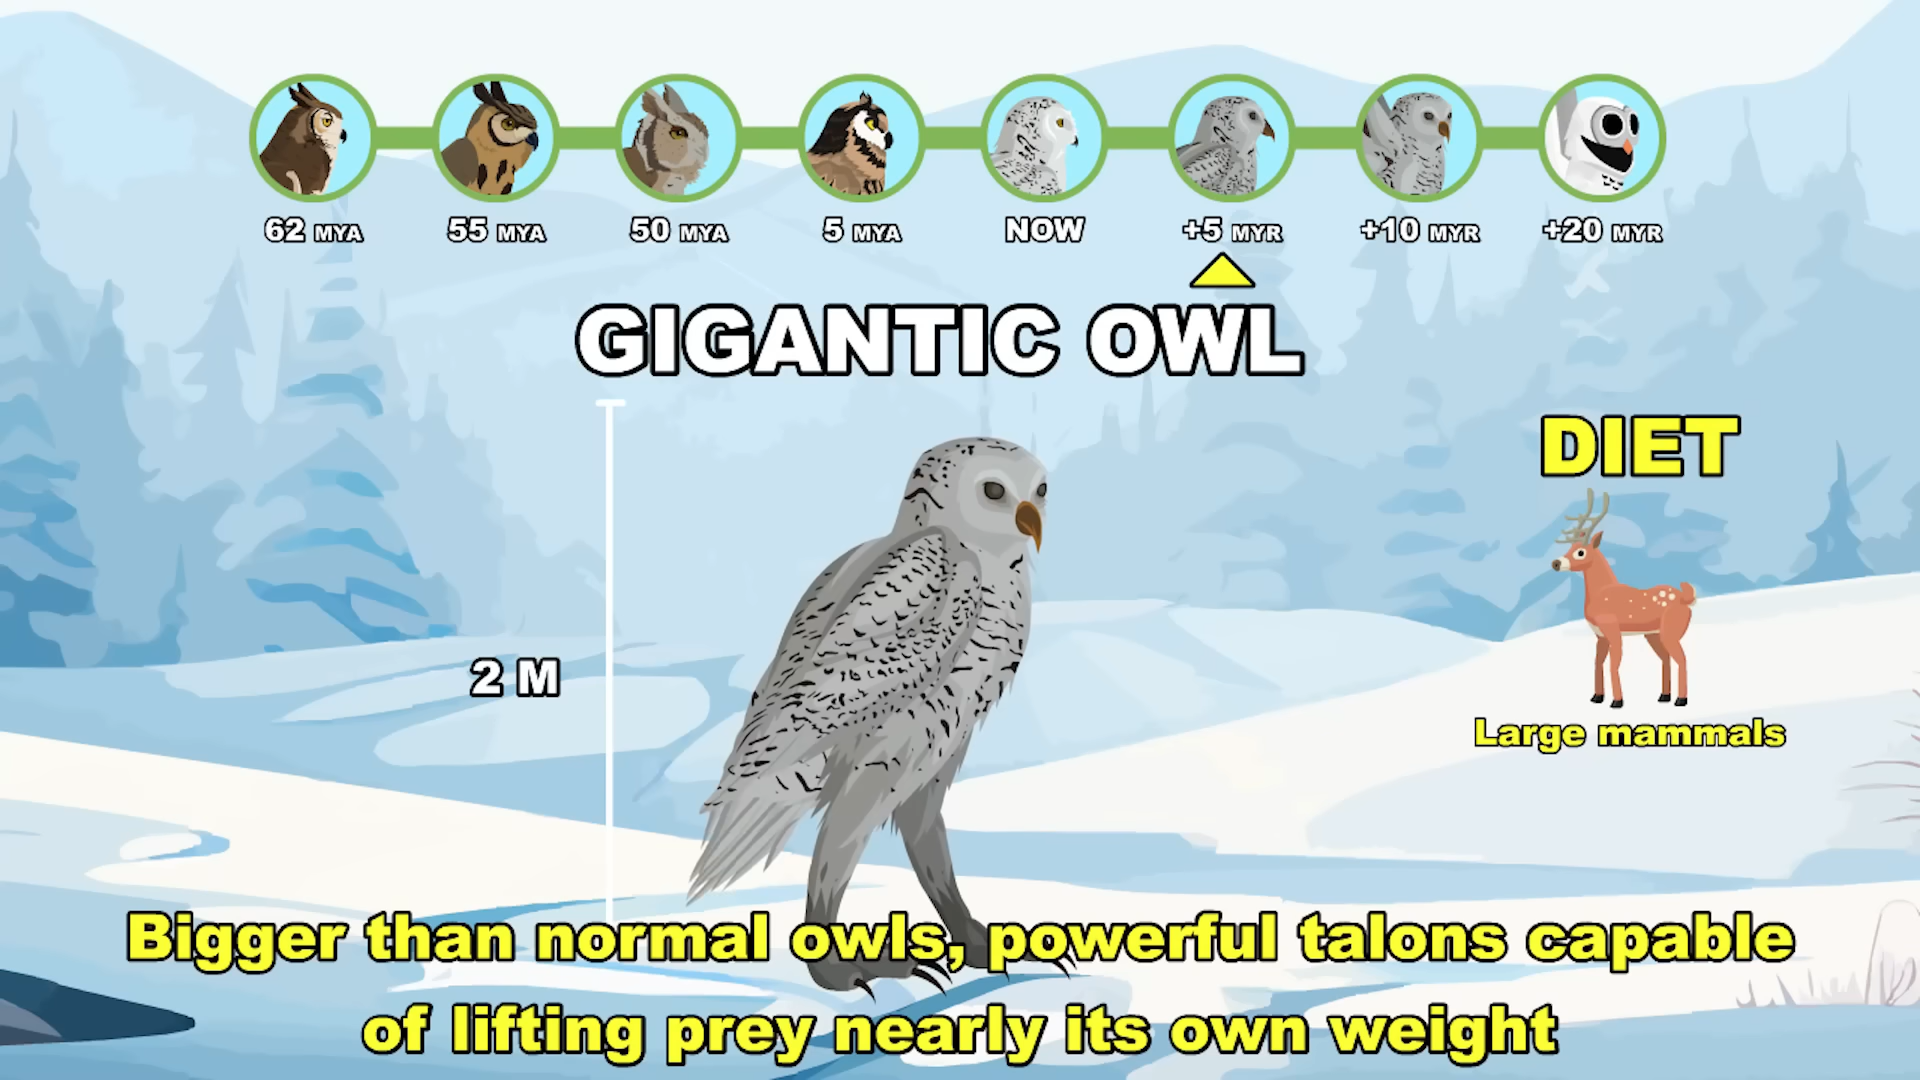 62 MYA
55 MYA
50 MYA
5 MYA
NOW
+5 MYR
+10 MYR
+20 MYR
GIGANTIC OWL
DIET
2 M
Large mammals
Bigger than normal owls, powerful talons capable
of lifting prey nearly its own weight